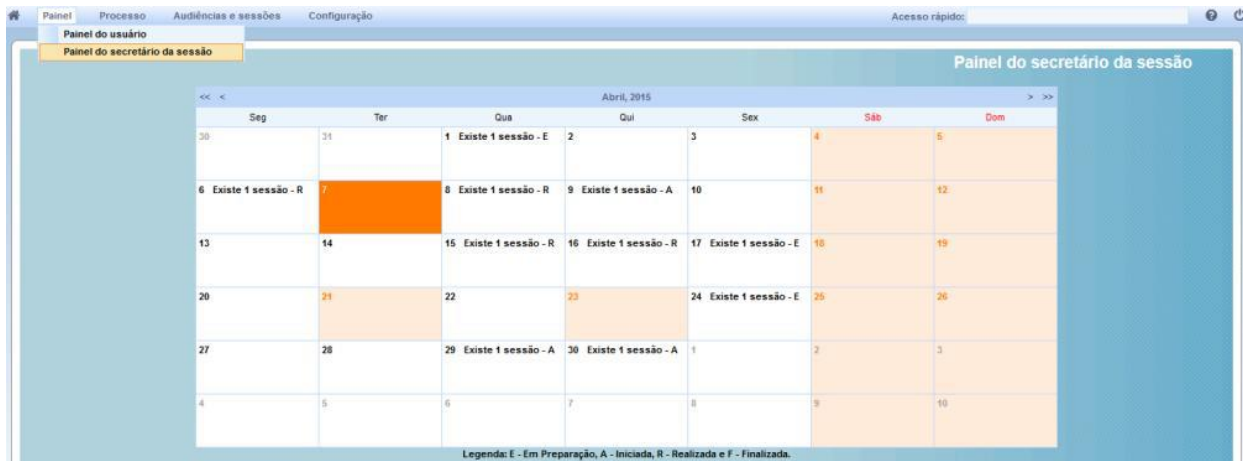 Painel Processo Audiências e sessões Configuração Acesso rápido:
Painel do usuário
Painel do secretário da sessão
Painel do secretário da sessão
<< < Abril, 2015 > >>
Seg Ter Qua Qui Sex Sáb Dom
30 31 1 Existe 1 sessão - E 2 3 4 5
6 Existe 1 sessão - R 7 8 Existe 1 sessão - R 9 Existe 1 sessão - A 10 11 12
13 14 15 Existe 1 sessão - R 16 Existe 1 sessão - R 17 Existe 1 sessão - E 18 19
20 21 22 23 24 Existe 1 sessão - E 25 26
27 28 29 Existe 1 sessão - A 30 Existe 1 sessão - A 1 2 3
4 5 6 7 8 9 10
Legenda: E - Em Preparação, A - Iniciada, R - Realizada e F - Finalizada.